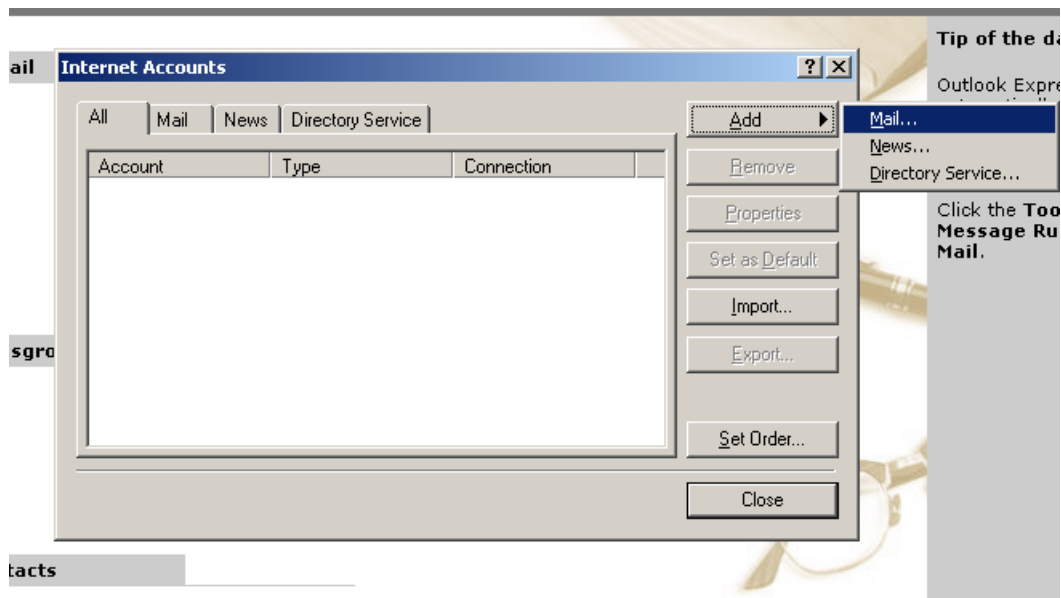 Tip of the da
ail
Internet Accounts
Outlook Expre
All Mail News Directory Service
Add
Mail...
News...
Directory Service...
Account Type Connection
Remove
Properties
Click the Too
Message Ru
Mail.
Set as Default
Import...
sgro
Export...
Set Order...
Close
tacts